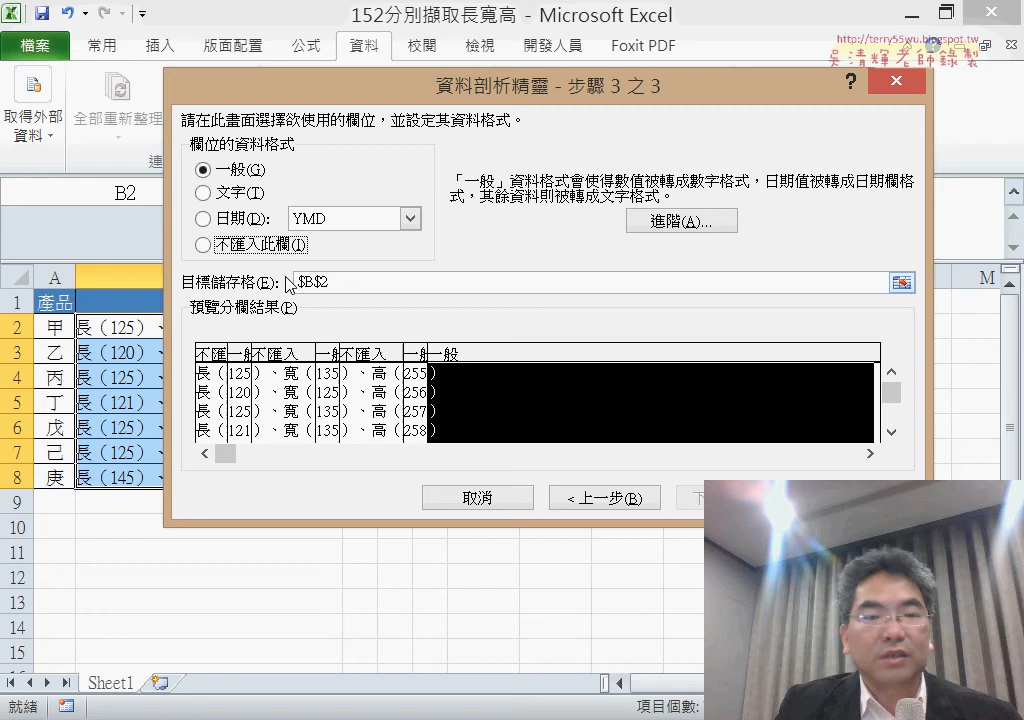 152分別擷取長寬高 - Microsoft Excel
檔案 常用 插入 版面配置 公式 資料 校閱 檢視 開發人員 Foxit PDF
http://terry55wu.blogspot.tw
吳清輝老師錄製
取得外部
資料
全部重新整理
連
資料剖析精靈 - 步驟 3 之 3
請在此畫面選擇欲使用的欄位，並設定其資料格式。
欄位的資料格式
一般(G)
文字(T)
日期(D): YMD
不匯入此欄(I)
「一般」資料格式會使得數值被轉成數字格式，日期值被轉成日期欄格
式，其餘資料則被轉成文字格式。
進階(A)...
目標儲存格(E): $B$2
預覽分欄結果(P)
不匯 一般 不匯入 一般 不匯入 一般 一般
長（125）、寬（135）、高（255）
長（120）、寬（125）、高（256）
長（125）、寬（135）、高（257）
長（121）、寬（135）、高（258）
取消 < 上一步(B) 下
B2
A M
1 產品
2 甲 長（125）、
3 乙 長（120）、
4 丙 長（125）、
5 丁 長（121）、
6 戊 長（125）、
7 己 長（125）、
8 庚 長（145）、
9
10
11
12
13
14
15
Sheet1
就緒 項目個數: